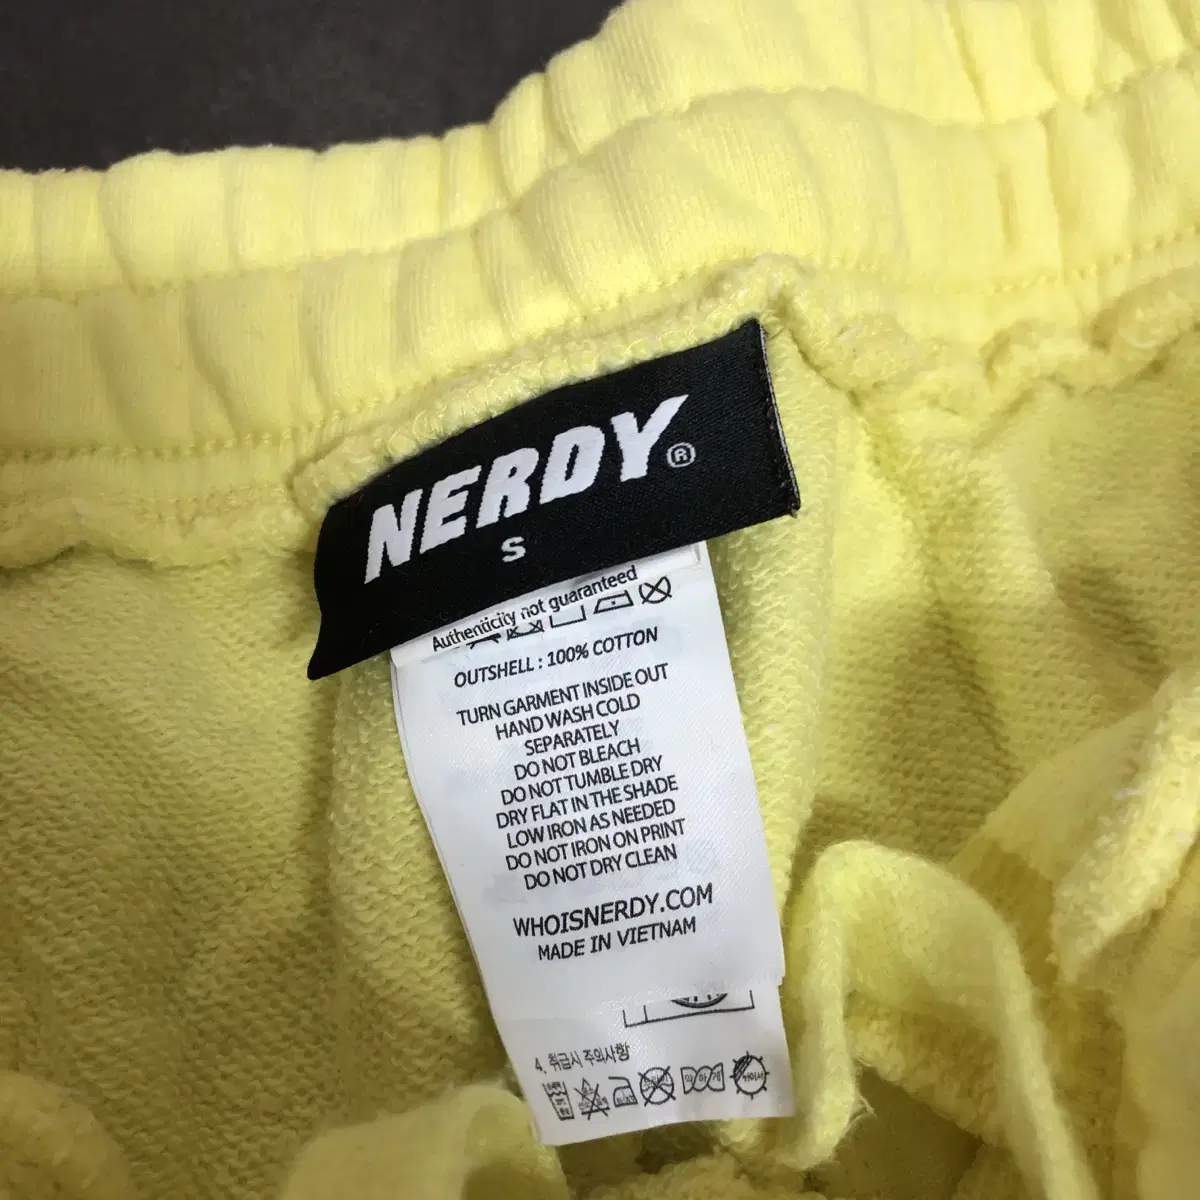 NERDY®
S
Authenticity not guaranteed
OUTSHELL : 100% COTTON
TURN GARMENT INSIDE OUT
HAND WASH COLD
SEPARATELY
DO NOT BLEACH
DO NOT TUMBLE DRY
DRY FLAT IN THE SHADE
LOW IRON AS NEEDED
DO NOT IRON ON PRINT
DO NOT DRY CLEAN
WHOISNERDY.COM
MADE IN VIETNAM
4. 취급시 주의사항